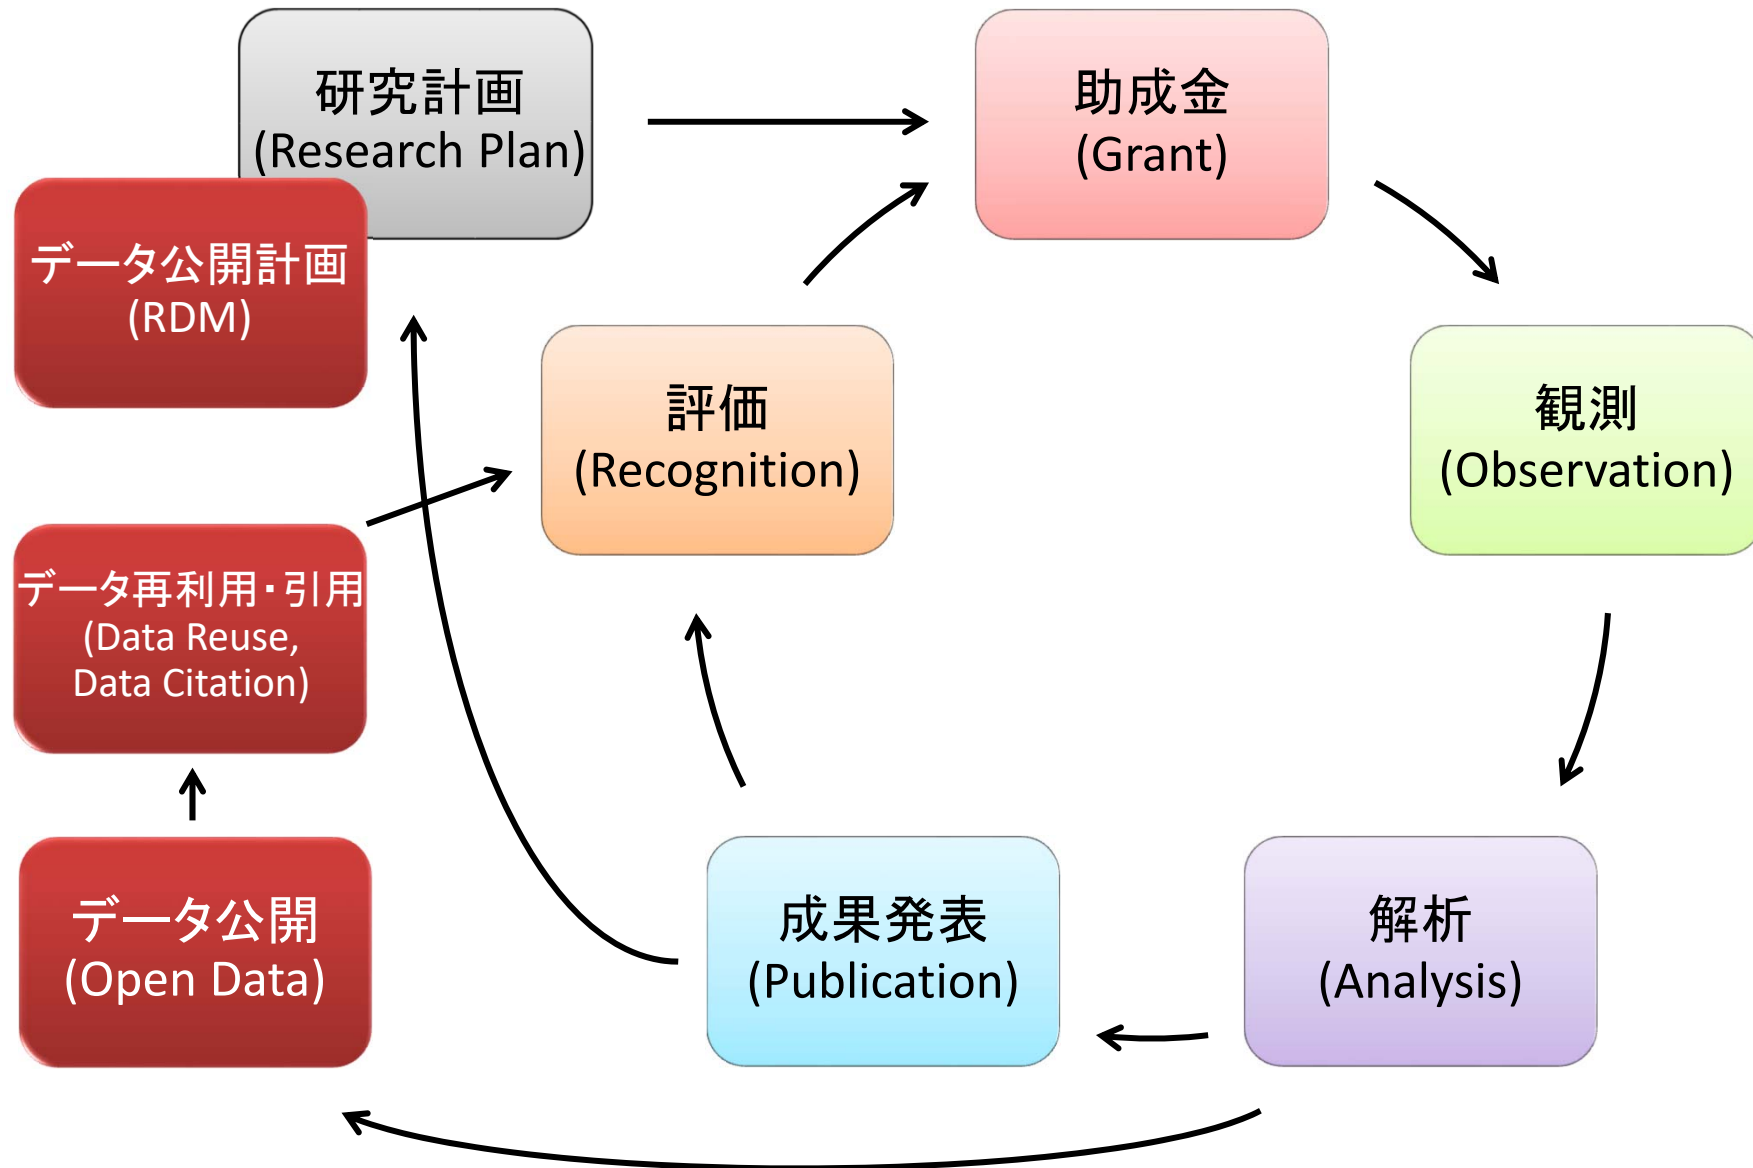 研究計画
(Research Plan)
助成金
(Grant)
データ公開計画
(RDM)
評価
(Recognition)
観測
(Observation)
データ再利用・引用
(Data Reuse,
Data Citation)
データ公開
(Open Data)
成果発表
(Publication)
解析
(Analysis)